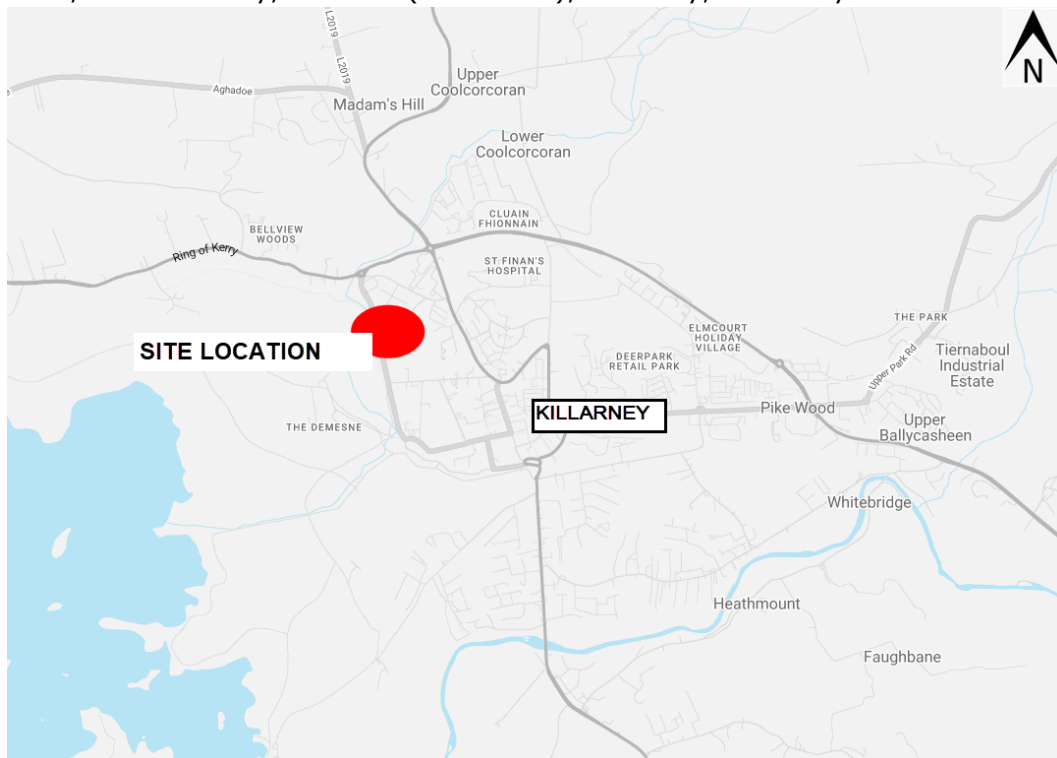 L2019
L2019
Aghadoe
Upper
Coolcorcoran
Madam's Hill
Lower
Coolcorcoran
BELLVIEW
WOODS
CLUAIN
FHIONNAIN
Ring of Kerry
ST FINAN'S
HOSPITAL
SITE LOCATION
ELMCOURT
HOLIDAY
VILLAGE
THE PARK
DEERPARK
RETAIL PARK
Tiernaboul
Industrial
Estate
Upper Park Rd
KILLARNEY
Pike Wood
THE DEMESNE
Upper
Ballycasheen
Whitebridge
Heathmount
Faughbane
N